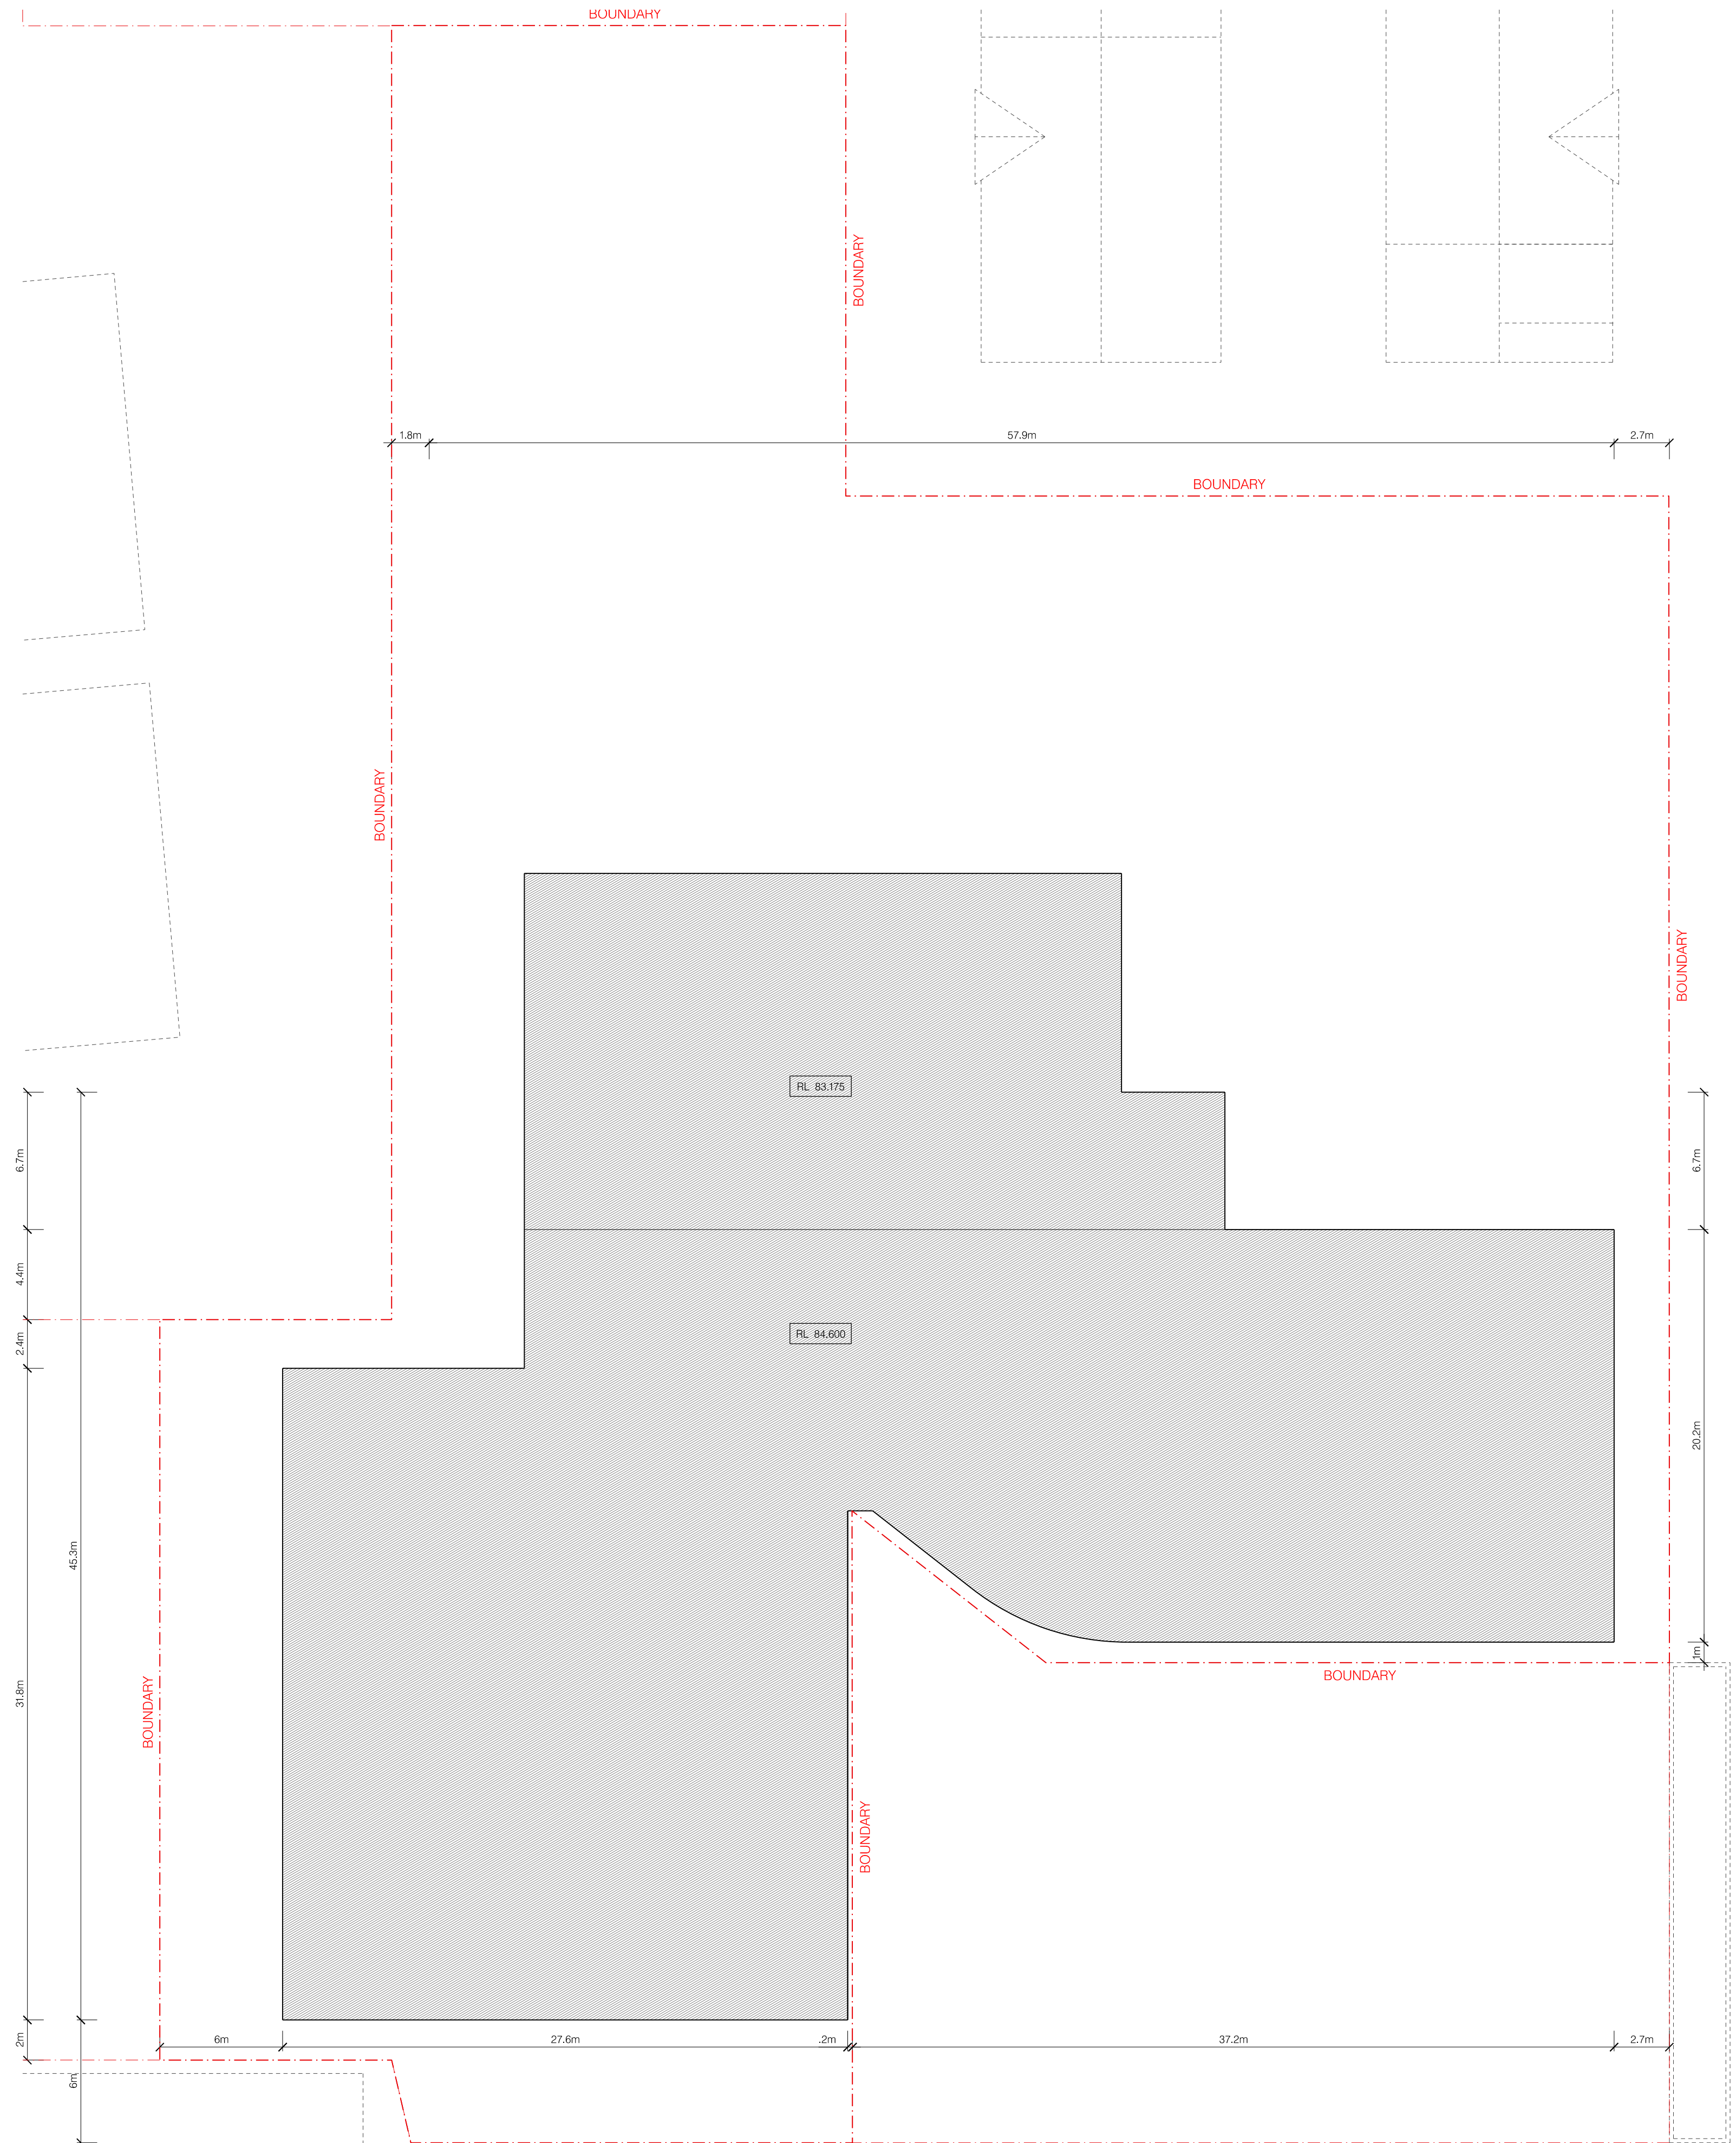 BOUNDARY
BOUNDARY
1.8m
57.9m
2.7m
BOUNDARY
BOUNDARY
BOUNDARY
RL 83.175
6.7m
6.7m
4.4m
2.4m
RL 84.600
20.2m
45.3m
1m
BOUNDARY
31.8m
BOUNDARY
BOUNDARY
2m
6m
27.6m
.2m
37.2m
2.7m
6m